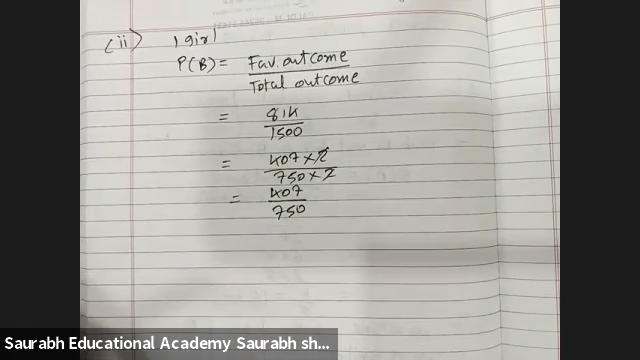 (ii) 1 girl
P(B) = Fav. outcome / Total outcome
= 814 / 1500
= 407 × 2 / 750 × 2
= 407 / 750
Saurabh Educational Academy Saurabh sh...